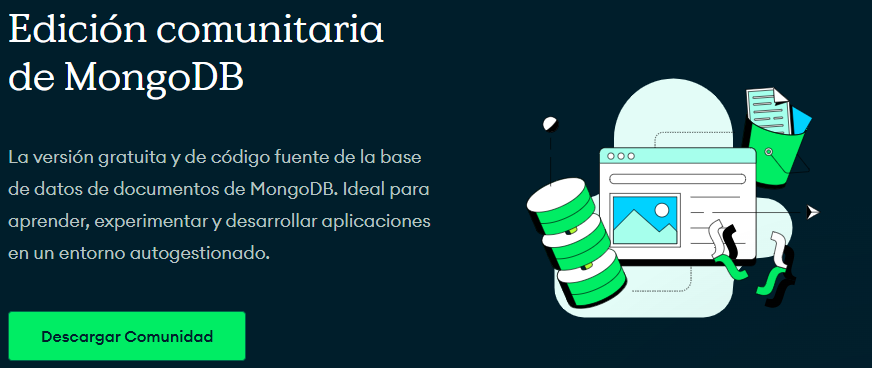 Edición comunitaria
de MongoDB
La versión gratuita y de código fuente de la base
de datos de documentos de MongoDB. Ideal para
aprender, experimentar y desarrollar aplicaciones
en un entorno autogestionado.
Descargar Comunidad